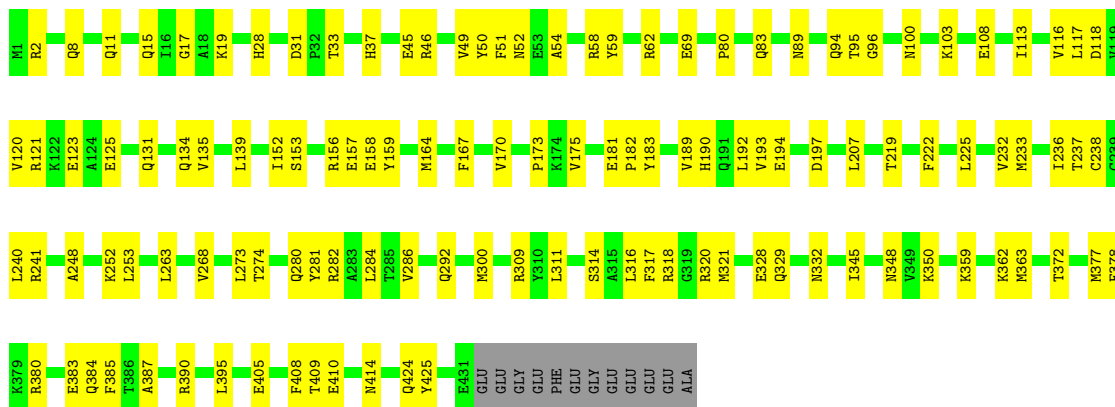 M1 R2 Q8 Q11 Q15 I16 G17 A18 K19 H28 D31 P32 T33 H37 E45 R46 V49 Y50 F51 N52 E53 A54 R58 Y59 R62 E69 P80 Q83 N89 Q94 T95 G96 N100 K103 E108 I113 V116 L117 D118
V120 R121 K122 E123 A124 E125 Q131 Q134 V135 L139 I152 S153 R156 E157 E158 Y159 M164 F167 V170 P173 K174 V175 E181 P182 Y183 V189 H190 Q191 L192 V193 E194 D197 L207 T219 F222 L225 V232 M233 I236 T237 C238
L240 R241 A248 K252 L253 L263 V268 L273 T274 Q280 Y281 R282 A283 L284 T285 V286 Q292 M300 R309 Y310 L311 S314 A315 L316 F317 R318 G319 R320 M321 E328 Q329 N332 I345 N348 V349 K350 K359 K362 M363 T372 M377
K379 R380 E383 Q384 F385 T386 A387 R390 L395 E405 F408 T409 E410 N414 Q424 Y425 E431 GLU GLU GLY GLU PHE GLU GLY GLU GLU GLU GLU ALA